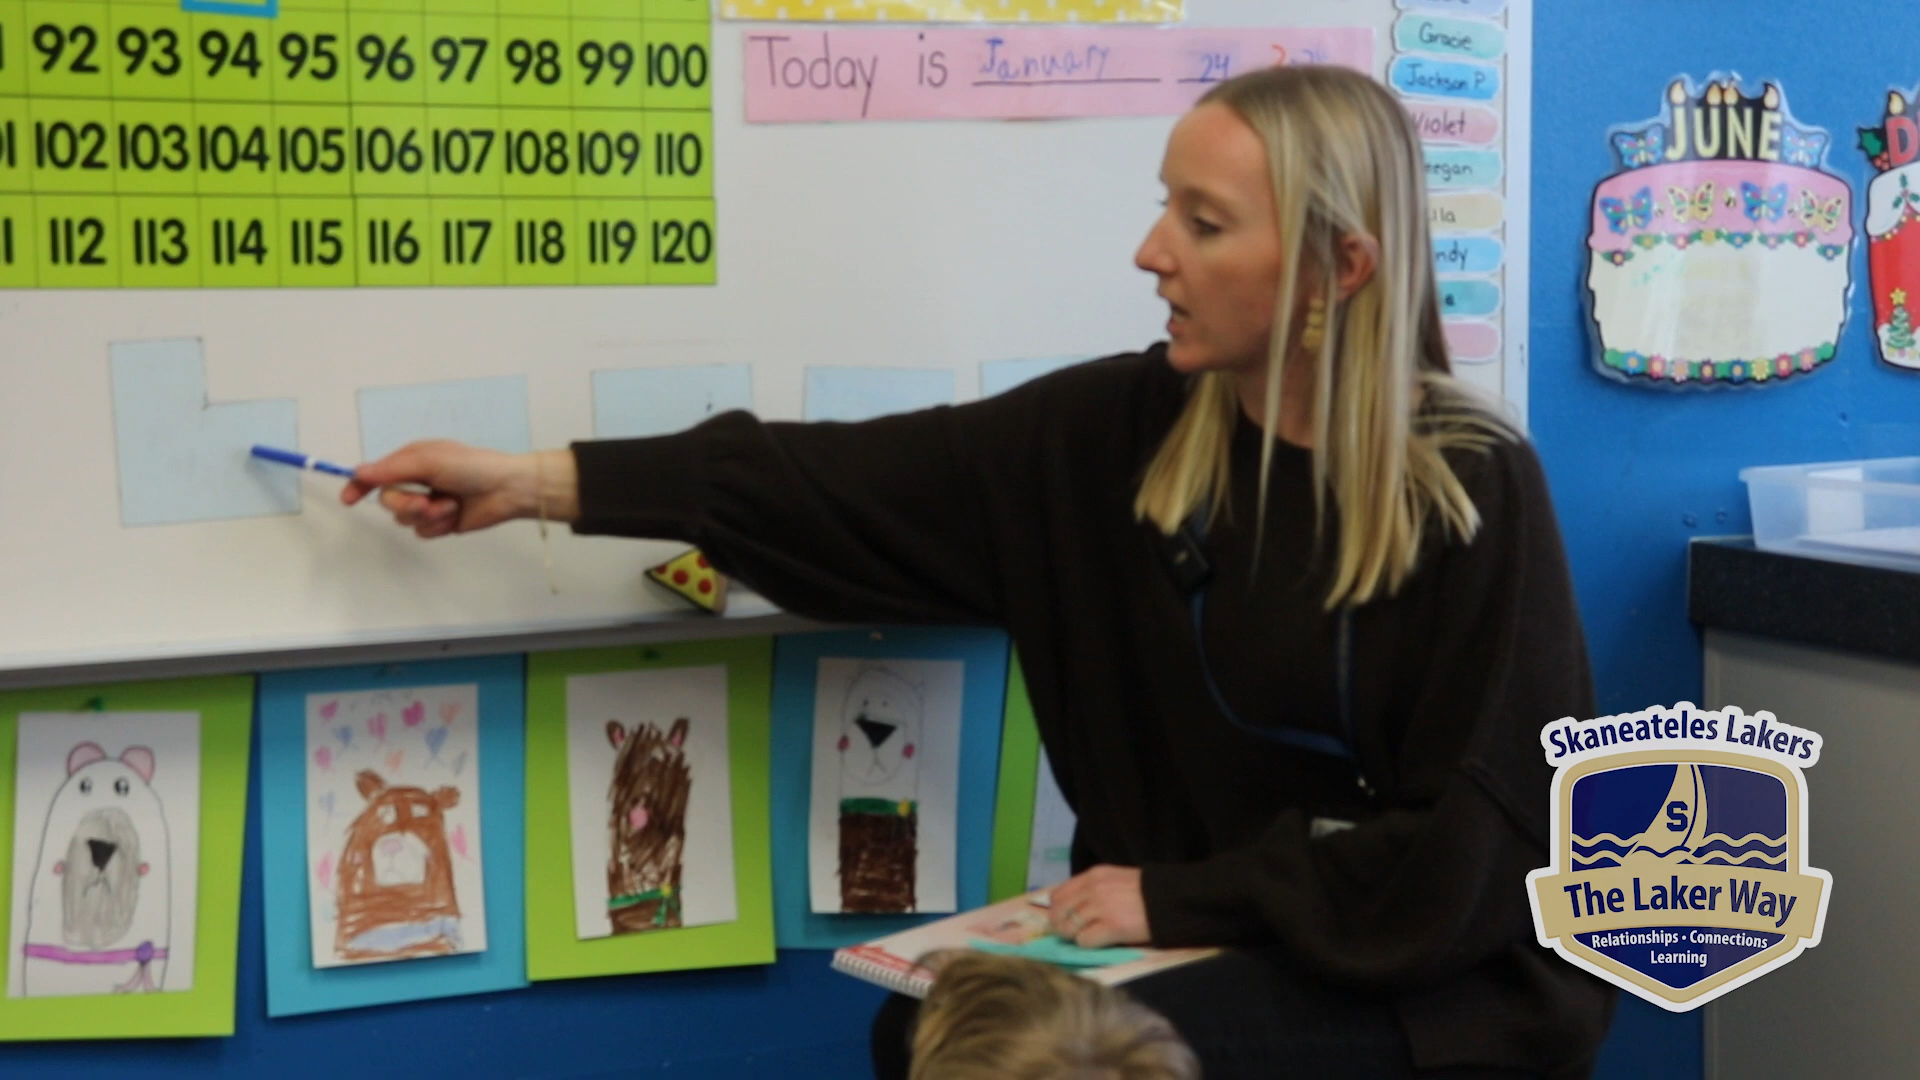 92 93 94 95 96 97 98 99 100
102 103 104 105 106 107 108 109 110
112 113 114 115 116 117 118 119 120
Today is January 24
Gracie
Jackson P.
Violet
JUNE
Skaneateles Lakers
S
The Laker Way
Relationships • Connections
Learning